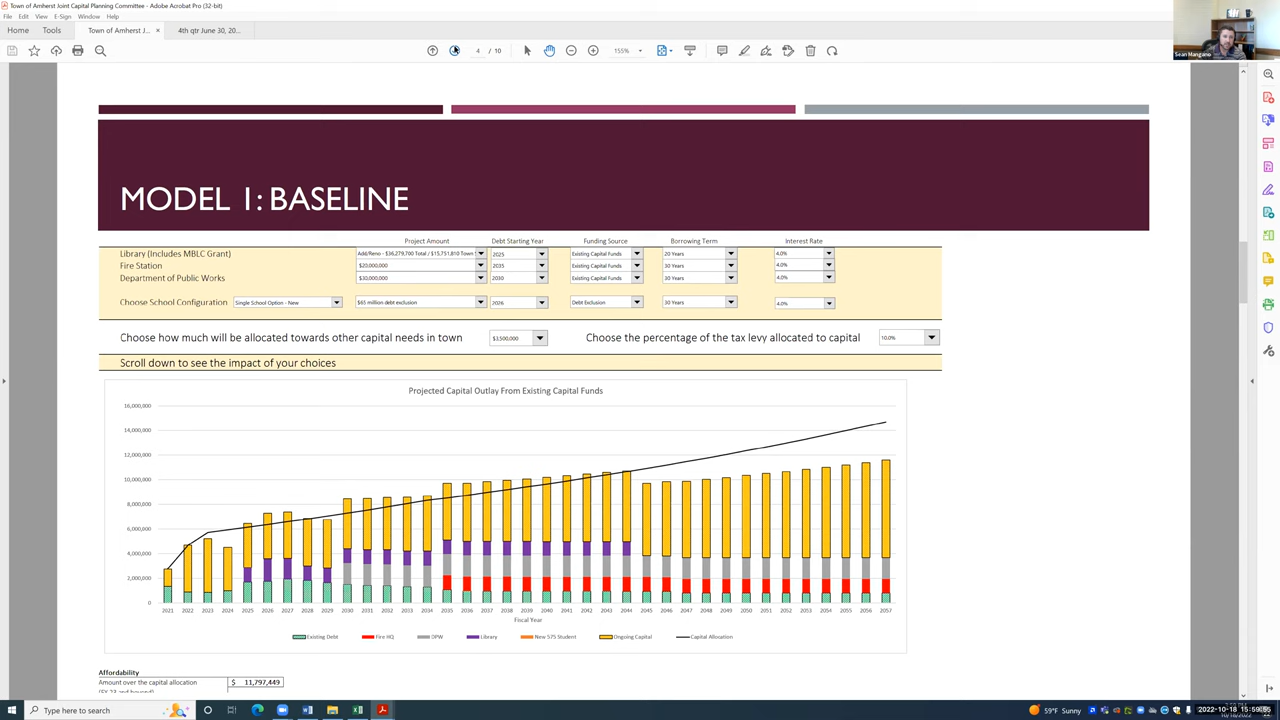 Town of Amherst Joint Capital Planning Committee - Adobe Acrobat Pro (32-bit)
File Edit View E-Sign Window Help
Home Tools Town of Amherst J... × 4th qtr June 30, 20...
4 / 10 155%
Sean Mangano
MODEL 1: BASELINE
Project Amount Debt Starting Year Funding Source Borrowing Term Interest Rate
Library (Includes MBLC Grant) Add/Reno - $36,279,700 Total / $15,751,810 Town 2025 Existing Capital Funds 20 Years 4.0%
Fire Station $20,000,000 2035 Existing Capital Funds 30 Years 4.0%
Department of Public Works 2030 Existing Capital Funds 30 Years 4.0%
Choose School Configuration Single School Option - New $65 million debt exclusion 2026 Debt Exclusion 30 Years 4.0%
Choose how much will be allocated towards other capital needs in town $3,500,000 Choose the percentage of the tax levy allocated to capital 10.0%
Scroll down to see the impact of your choices
Projected Capital Outlay From Existing Capital Funds
16,000,000
14,000,000
12,000,000
10,000,000
8,000,000
6,000,000
4,000,000
2,000,000
0
2021 2022 2023 2024 2025 2026 2027 2028 2029 2030 2031 2032 2033 2034 2035 2036 2037 2038 2039 2040 2041 2042 2043 2044 2045 2046 2047 2048 2049 2050 2051 2052 2053 2054 2055 2056 2057
Fiscal Year
Existing Debt Fire HQ DPW Library New 575 Student Ongoing Capital Capital Allocation
Affordability
Amount over the capital allocation $ 11,797,449
(FY 23 and beyond)
Type here to search 59°F Sunny 2022-10-18 15:59:55